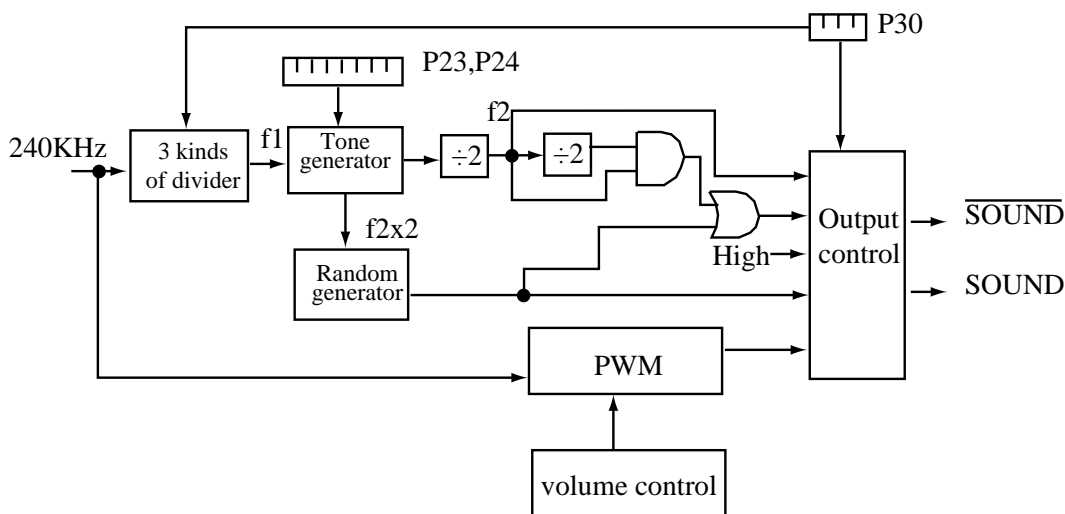 P30
P23,P24
240KHz
3 kinds
of divider
f1
Tone
generator
÷2
f2
÷2
f2x2
Random
generator
High
Output
control
SOUND
SOUND
PWM
volume control